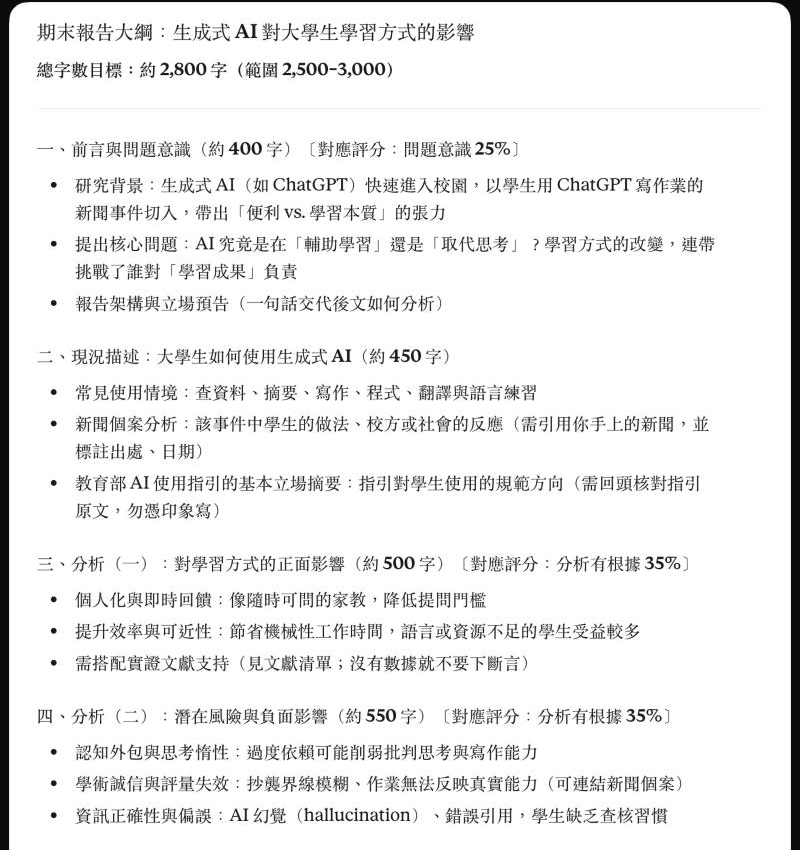 期末報告大綱：生成式 AI 對大學生學習方式的影響
總字數目標：約 2,800 字（範圍 2,500–3,000）
一、前言與問題意識（約 400 字）〔對應評分：問題意識 25%〕
• 研究背景：生成式 AI（如 ChatGPT）快速進入校園，以學生用 ChatGPT 寫作業的
新聞事件切入，帶出「便利 vs. 學習本質」的張力
• 提出核心問題：AI 究竟是在「輔助學習」還是「取代思考」？學習方式的改變，連帶
挑戰了誰對「學習成果」負責
• 報告架構與立場預告（一句話交代後文如何分析）
二、現況描述：大學生如何使用生成式 AI（約 450 字）
• 常見使用情境：查資料、摘要、寫作、程式、翻譯與語言練習
• 新聞個案分析：該事件中學生的做法、校方或社會的反應（需引用你手上的新聞，並
標註出處、日期）
• 教育部 AI 使用指引的基本立場摘要：指引對學生使用的規範方向（需回頭核對指引
原文，勿憑印象寫）
三、分析（一）：對學習方式的正面影響（約 500 字）〔對應評分：分析有根據 35%〕
• 個人化與即時回饋：像隨時可問的家教，降低提問門檻
• 提升效率與可近性：節省機械性工作時間，語言或資源不足的學生受益較多
• 需搭配實證文獻支持（見文獻清單；沒有數據就不要下斷言）
四、分析（二）：潛在風險與負面影響（約 550 字）〔對應評分：分析有根據 35%〕
• 認知外包與思考惰性：過度依賴可能削弱批判思考與寫作能力
• 學術誠信與評量失效：抄襲界線模糊、作業無法反映真實能力（可連結新聞個案）
• 資訊正確性與偏誤：AI 幻覺（hallucination）、錯誤引用，學生缺乏查核習慣